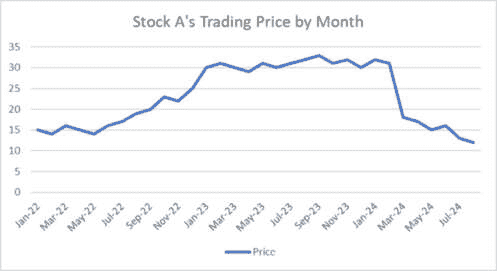 Stock A's Trading Price by Month
35
30
25
20
15
10
5
0
Jan-22
Mar-22
May-22
Jul-22
Sep-22
Nov-22
Jan-23
Mar-23
May-23
Jul-23
Sep-23
Nov-23
Jan-24
Mar-24
May-24
Jul-24
Price